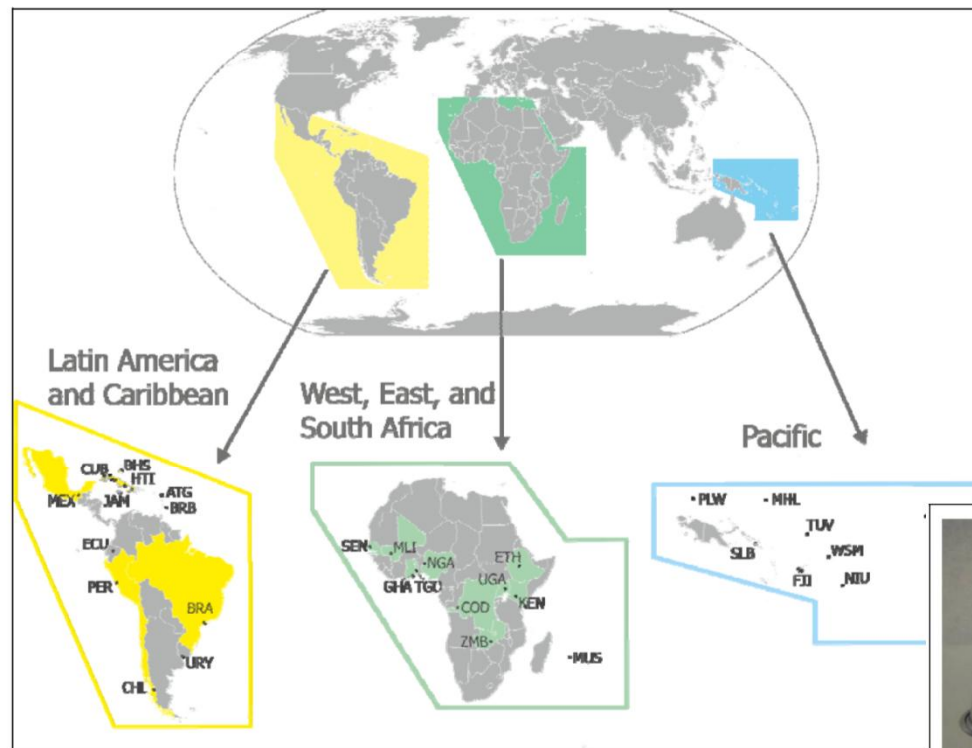 Latin America
and Caribbean
West, East, and
South Africa
Pacific
CUB
BHS
HTI
MEX
JAM
ATG
BRB
ECU
PER
BRA
URY
CHL
SEN
MLI
NGA
ETH
GHA
TGO
UGA
COD
KEN
ZMB
MUS
PLW
MHL
TUV
SLB
WSM
FJI
NIU